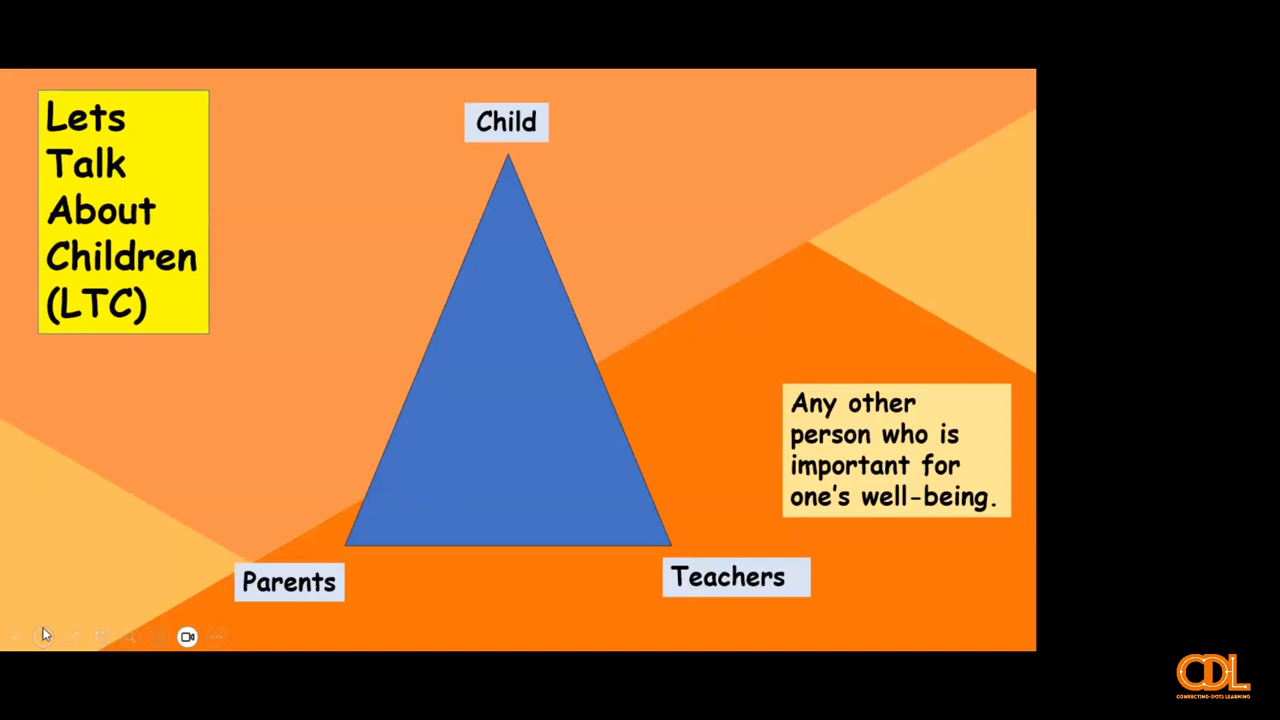 Lets
Talk
About
Children
(LTC)
Child
Any other
person who is
important for
one's well-being.
Parents
Teachers
CDL
CONNECTING-DOTS LEARNING